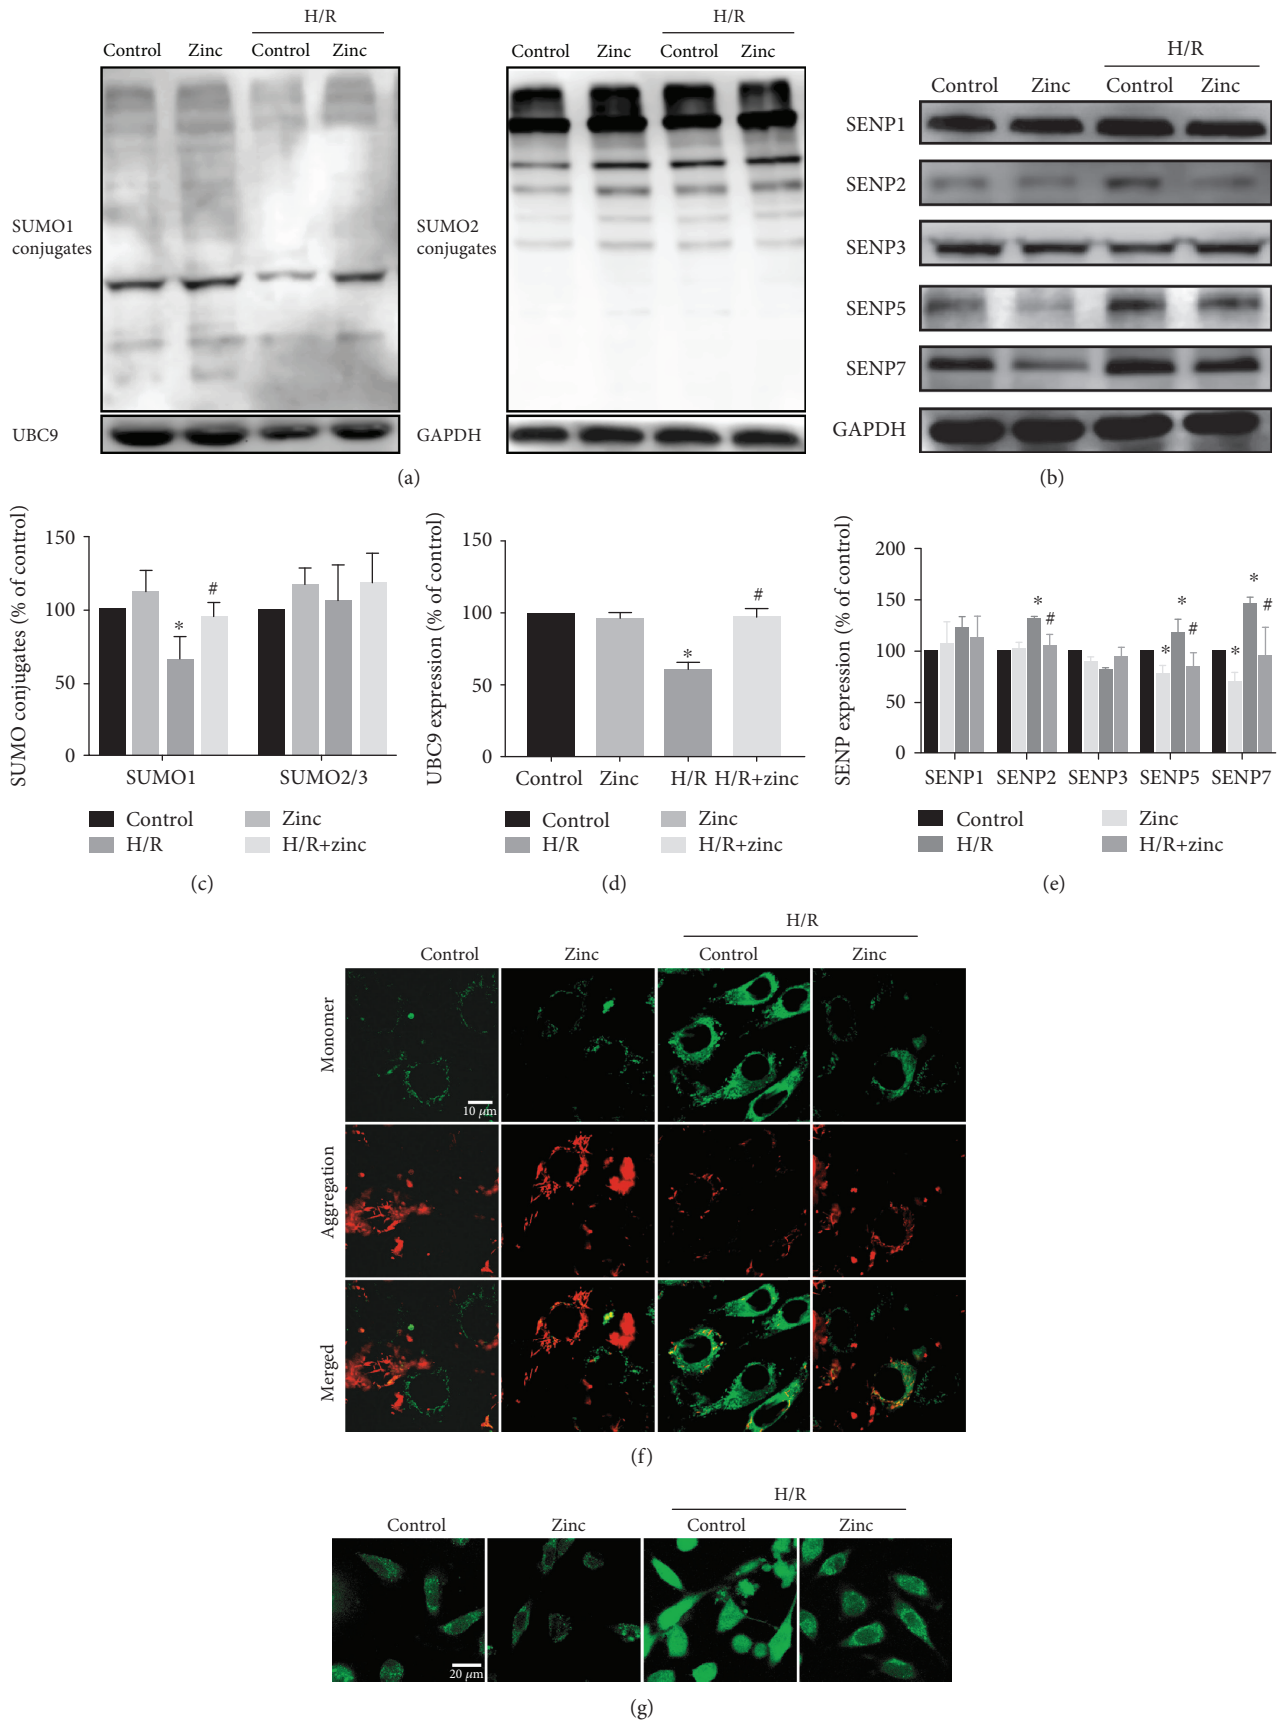 H/R
Control Zinc Control Zinc
SUMO1
conjugates
UBC9
H/R
Control Zinc Control Zinc
SUMO2
conjugates
GAPDH
(a)
H/R
Control Zinc Control Zinc
SENP1
SENP2
SENP3
SENP5
SENP7
GAPDH
(b)
SUMO conjugates (% of control)
150
100
50
0
* #
SUMO1 SUMO2/3
Control Zinc
H/R H/R+zinc
(c)
UBC9 expression (% of control)
150
100
50
0
* #
Control Zinc H/R H/R+zinc
Control Zinc
H/R H/R+zinc
(d)
SENP expression (% of control)
200
150
100
50
0
* # * * # * * #
SENP1 SENP2 SENP3 SENP5 SENP7
Control Zinc
H/R H/R+zinc
(e)
H/R
Control Zinc Control Zinc
Monomer
10 μm
Aggregation
Merged
(f)
H/R
Control Zinc Control Zinc
20 μm
(g)